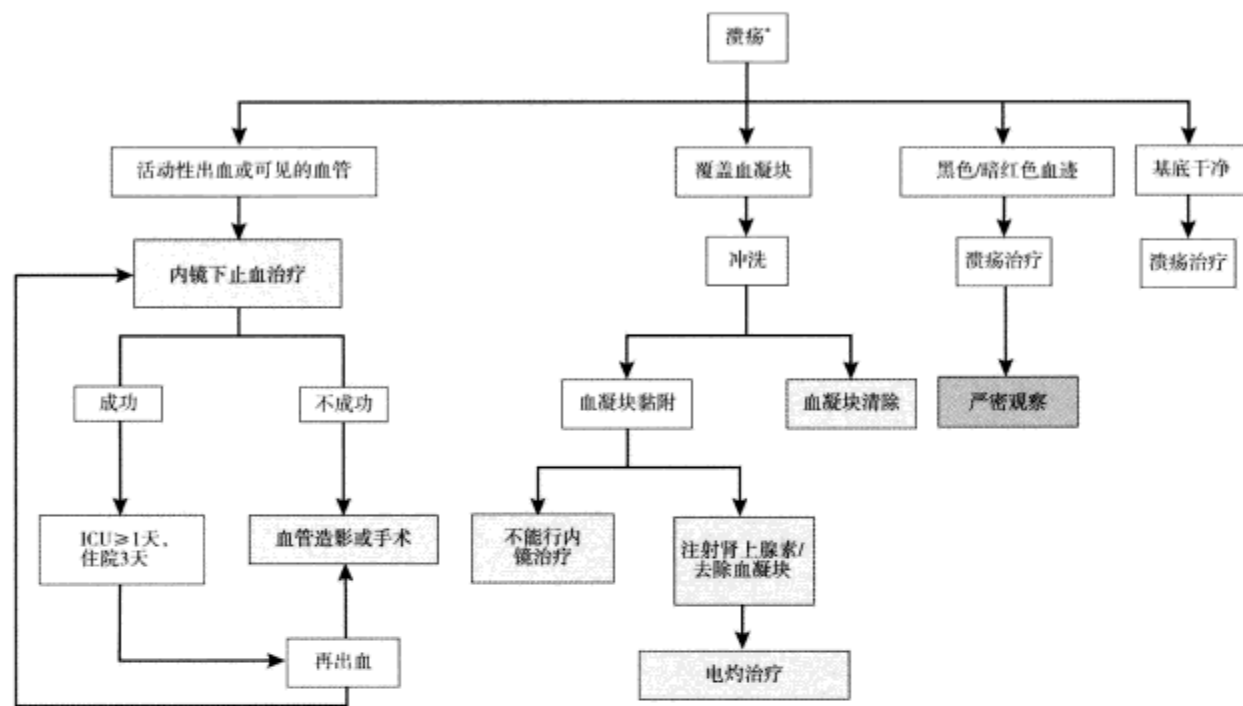 溃疡*
活动性出血或可见的血管
覆盖血凝块
黑色/暗红色血迹
基底干净
内镜下止血治疗
冲洗
溃疡治疗
溃疡治疗
成功
不成功
血凝块黏附
血凝块清除
严密观察
ICU≥1天、
住院3天
血管造影或手术
不能行内
镜治疗
注射肾上腺素/
去除血凝块
再出血
电灼治疗